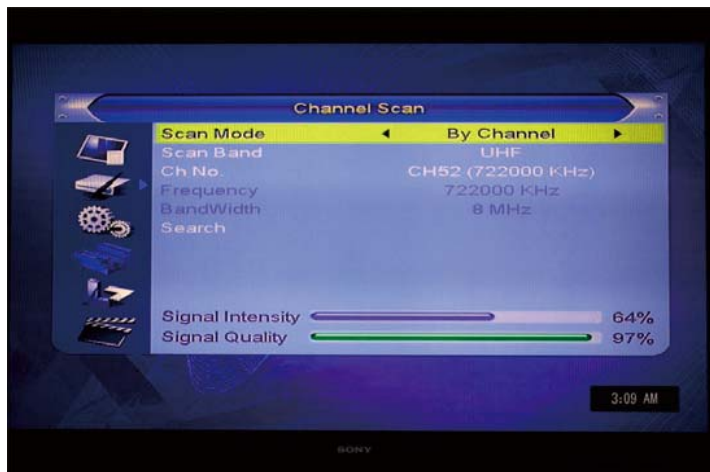 Channel Scan
Scan Mode By Channel
Scan Band UHF
Ch No. CH52 (722000 KHz)
Frequency 722000 KHz
BandWidth 8 MHz
Search
Signal Intensity 64%
Signal Quality 97%
3:09 AM
SONY